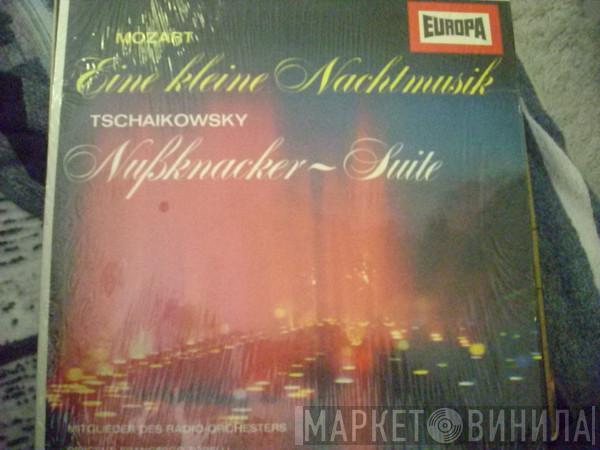 MOZART
EUROPA
Eine kleine Nachtmusik
TSCHAIKOWSKY
Nußknacker ~ Suite
MITGLIEDER DES RADIO-ORCHESTERS
МАРКЕТ ВИНИЛА